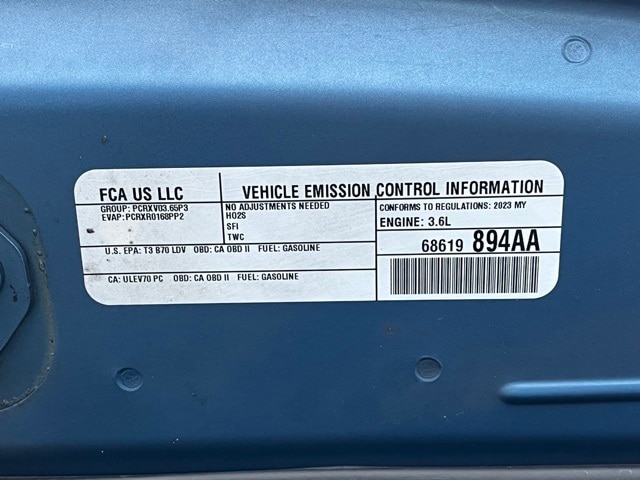 FCA US LLC
GROUP: PCRXV03.65P3
EVAP: PCRXR0168PP2
VEHICLE EMISSION CONTROL INFORMATION
NO ADJUSTMENTS NEEDED
HO2S
SFI
TWC
CONFORMS TO REGULATIONS: 2023 MY
ENGINE: 3.6L
68619 894AA
U.S. EPA: T3 B70 LDV OBD: CA OBD II FUEL: GASOLINE
CA: ULEV70 PC OBD: CA OBD II FUEL: GASOLINE